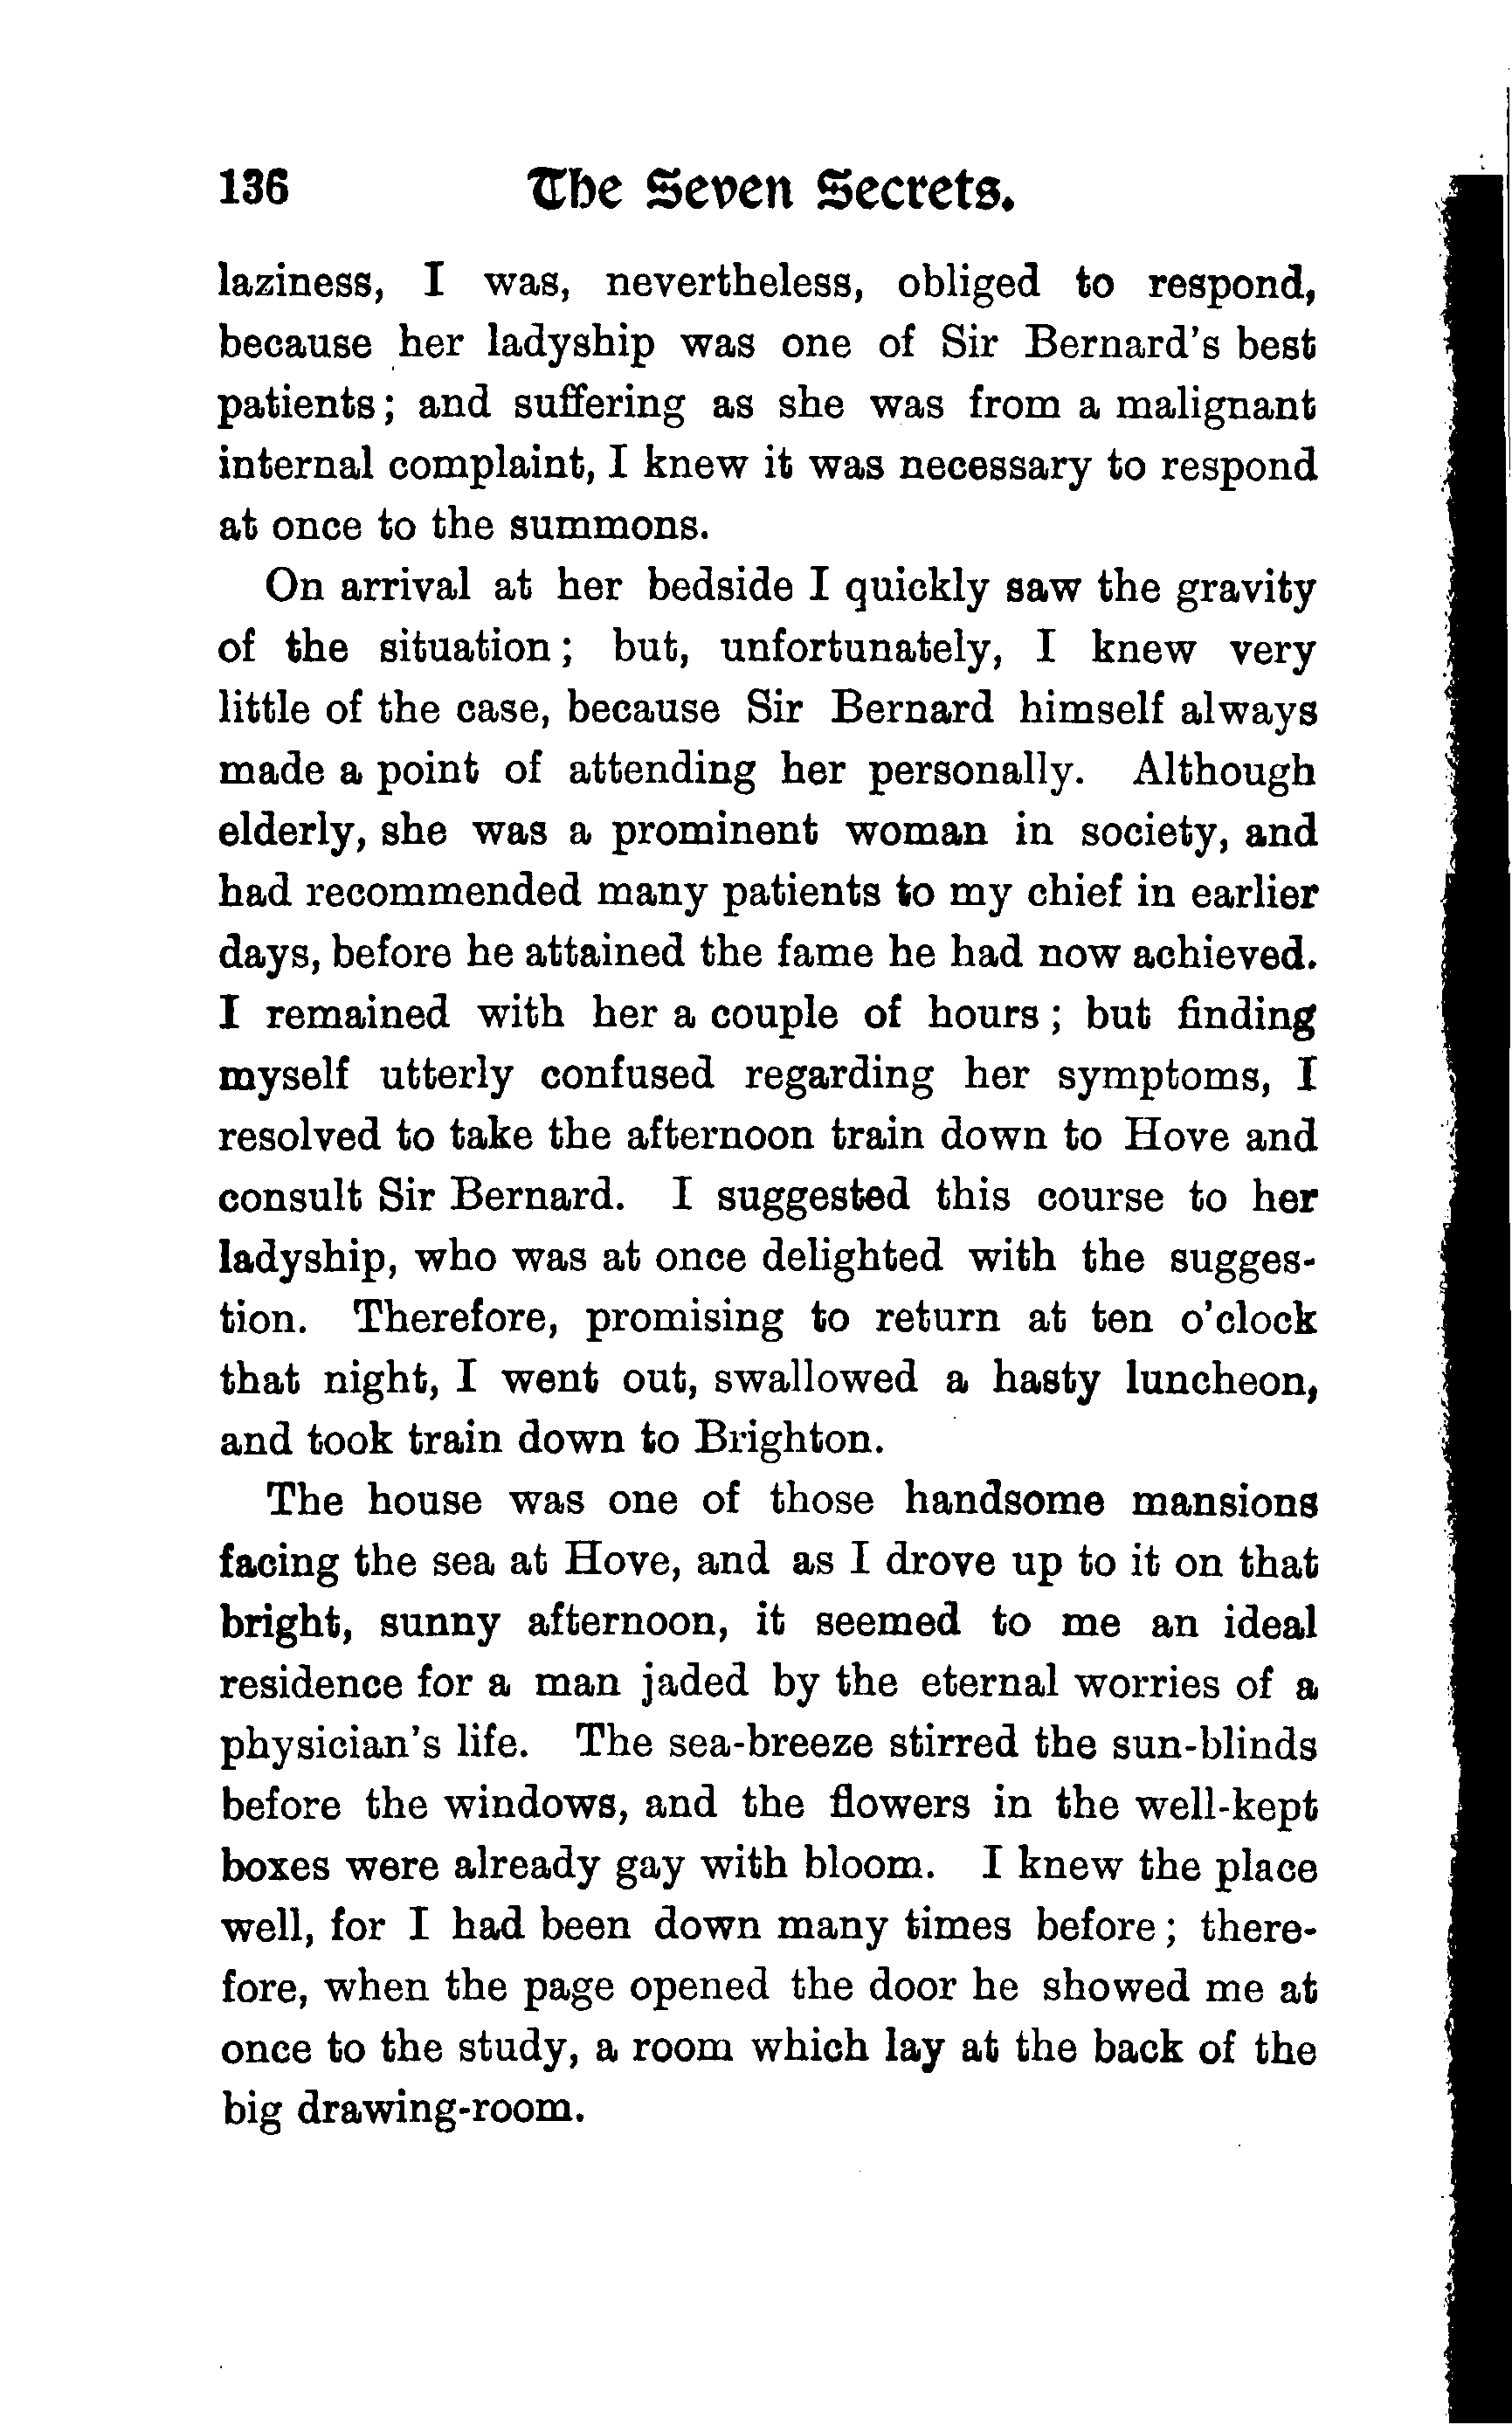 136 The Seven Secrets.
laziness, I was, nevertheless, obliged to respond,
because her ladyship was one of Sir Bernard's best
patients; and suffering as she was from a malignant
internal complaint, I knew it was necessary to respond
at once to the summons.
On arrival at her bedside I quickly saw the gravity
of the situation; but, unfortunately, I knew very
little of the case, because Sir Bernard himself always
made a point of attending her personally. Although
elderly, she was a prominent woman in society, and
had recommended many patients to my chief in earlier
days, before he attained the fame he had now achieved.
I remained with her a couple of hours; but finding
myself utterly confused regarding her symptoms, I
resolved to take the afternoon train down to Hove and
consult Sir Bernard. I suggested this course to her
ladyship, who was at once delighted with the sugges-
tion. Therefore, promising to return at ten o'clock
that night, I went out, swallowed a hasty luncheon,
and took train down to Brighton.
The house was one of those handsome mansions
facing the sea at Hove, and as I drove up to it on that
bright, sunny afternoon, it seemed to me an ideal
residence for a man jaded by the eternal worries of a
physician's life. The sea-breeze stirred the sun-blinds
before the windows, and the flowers in the well-kept
boxes were already gay with bloom. I knew the place
well, for I had been down many times before; there-
fore, when the page opened the door he showed me at
once to the study, a room which lay at the back of the
big drawing-room.